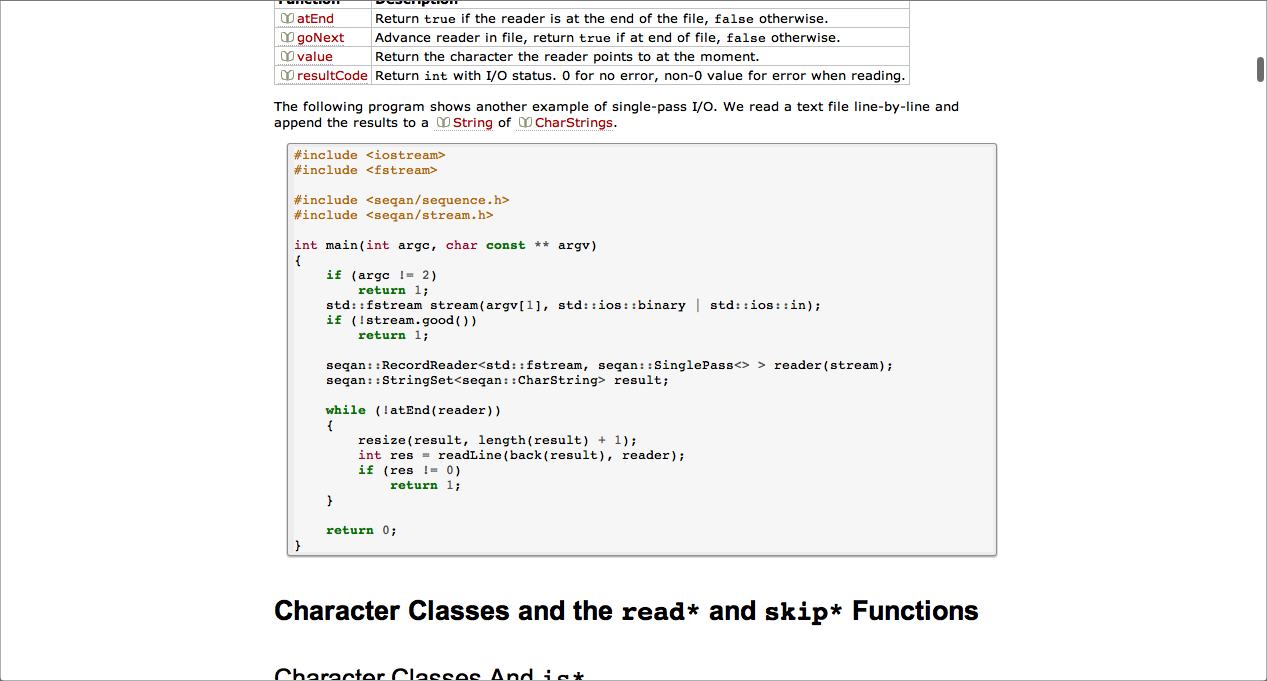 Function Description
atEnd Return true if the reader is at the end of the file, false otherwise.
goNext Advance reader in file, return true if at end of file, false otherwise.
value Return the character the reader points to at the moment.
resultCode Return int with I/O status. 0 for no error, non-0 value for error when reading.
The following program shows another example of single-pass I/O. We read a text file line-by-line and
append the results to a String of CharStrings.
#include <iostream>
#include <fstream>
#include <seqan/sequence.h>
#include <seqan/stream.h>
int main(int argc, char const ** argv)
{
    if (argc != 2)
        return 1;
    std::fstream stream(argv[1], std::ios::binary | std::ios::in);
    if (!stream.good())
        return 1;
    seqan::RecordReader<std::fstream, seqan::SinglePass<> > reader(stream);
    seqan::StringSet<seqan::CharString> result;
    while (!atEnd(reader))
    {
        resize(result, length(result) + 1);
        int res = readLine(back(result), reader);
        if (res != 0)
            return 1;
    }
    return 0;
}
Character Classes and the read* and skip* Functions
Character Classes And is*